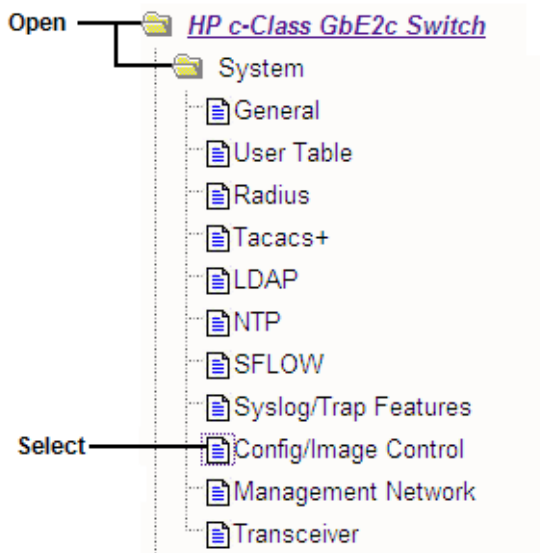 Open HP c-Class GbE2c Switch
System
General
User Table
Radius
Tacacs+
LDAP
NTP
SFLOW
Syslog/Trap Features
Select Config/Image Control
Management Network
Transceiver